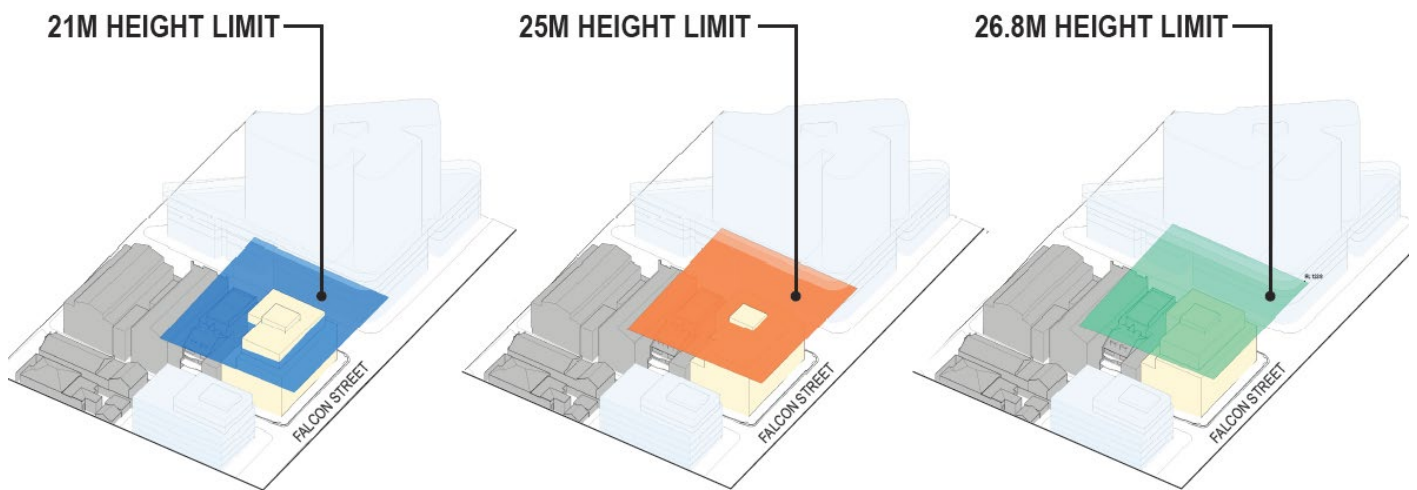 21M HEIGHT LIMIT
25M HEIGHT LIMIT
26.8M HEIGHT LIMIT
FALCON STREET
FALCON STREET
FALCON STREET